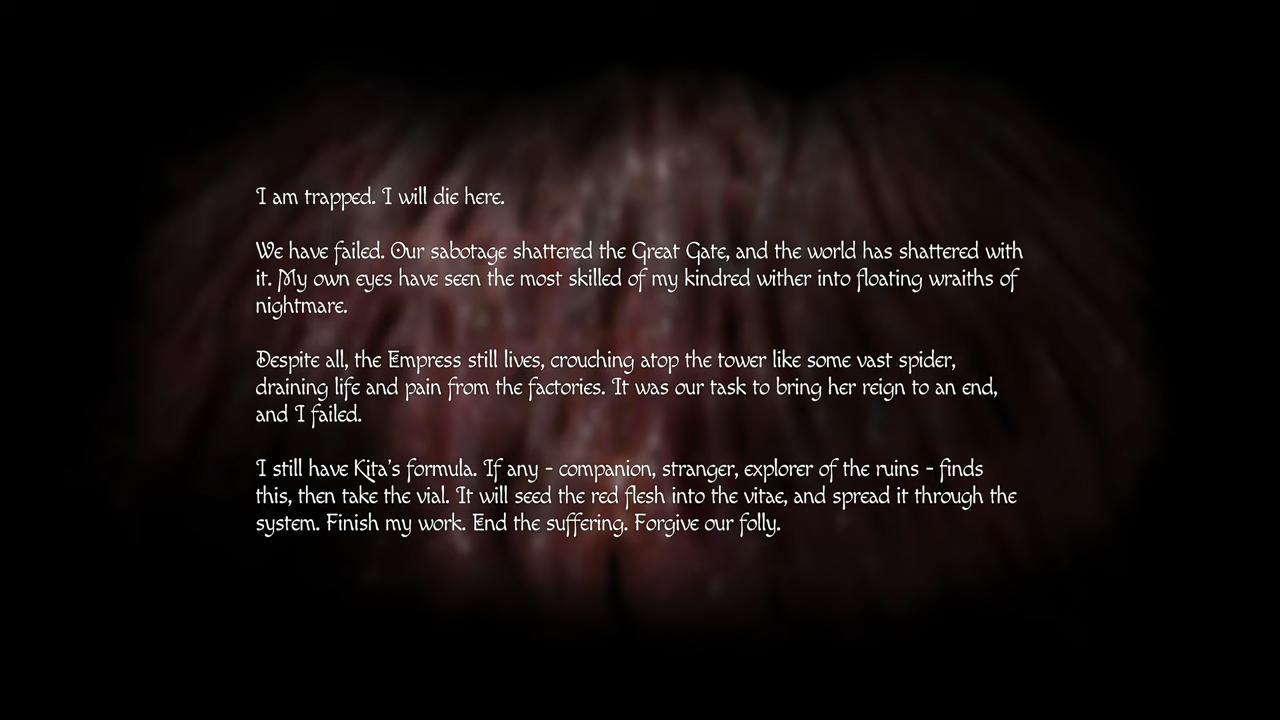 I am trapped. I will die here.
We have failed. Our sabotage shattered the Great Gate, and the world has shattered with
it. My own eyes have seen the most skilled of my kindred wither into floating wraiths of
nightmare.
Despite all, the Empress still lives, crouching atop the tower like some vast spider,
draining life and pain from the factories. It was our task to bring her reign to an end,
and I failed.
I still have Kita's formula. If any - companion, stranger, explorer of the ruins - finds
this, then take the vial. It will seed the red flesh into the vitae, and spread it through the
system. Finish my work. End the suffering. Forgive our folly.